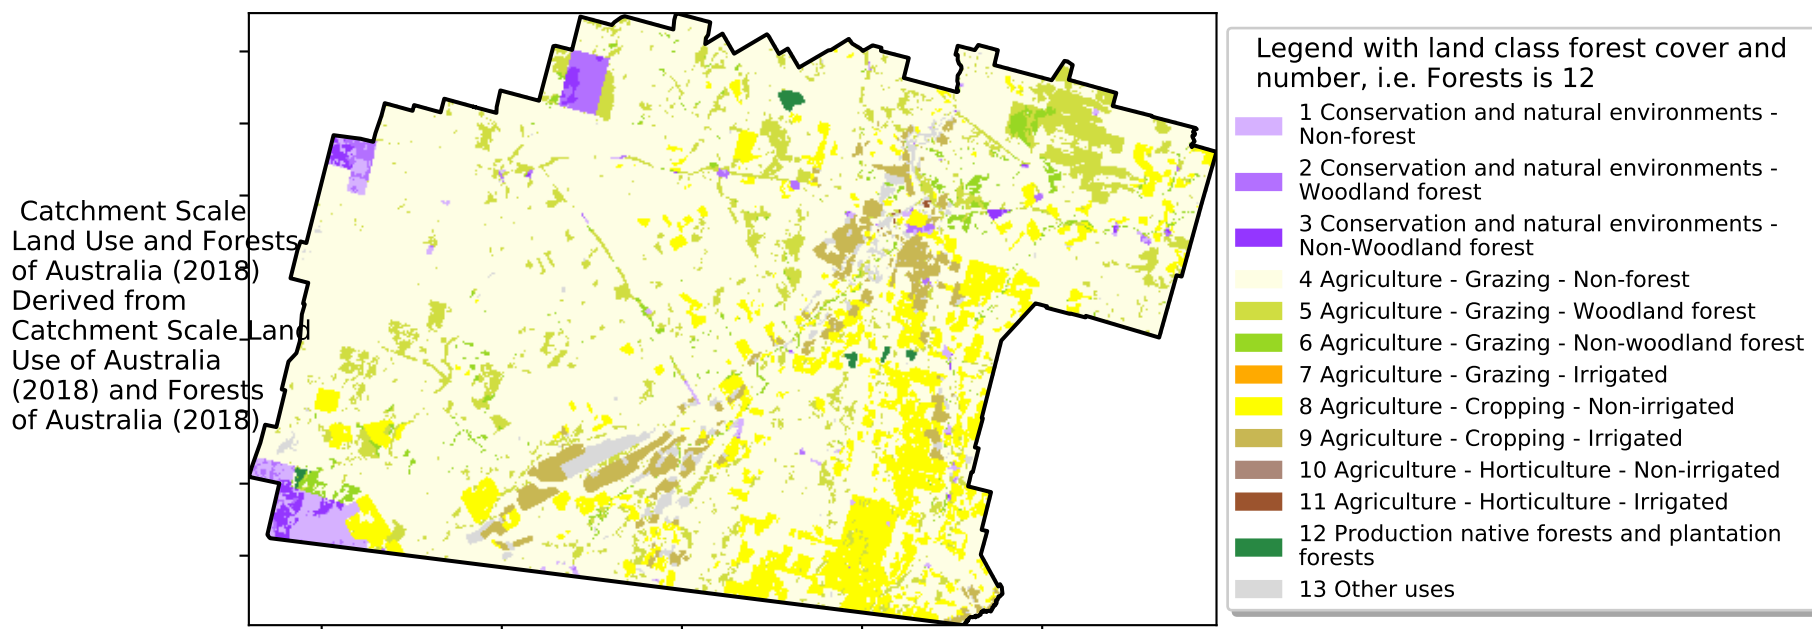 Catchment Scale
Land Use and Forests
of Australia (2018)
Derived from
Catchment Scale Land
Use of Australia
(2018) and Forests
of Australia (2018)
Legend with land class forest cover and
number, i.e. Forests is 12
1 Conservation and natural environments -
Non-forest
2 Conservation and natural environments -
Woodland forest
3 Conservation and natural environments -
Non-Woodland forest
4 Agriculture - Grazing - Non-forest
5 Agriculture - Grazing - Woodland forest
6 Agriculture - Grazing - Non-woodland forest
7 Agriculture - Grazing - Irrigated
8 Agriculture - Cropping - Non-irrigated
9 Agriculture - Cropping - Irrigated
10 Agriculture - Horticulture - Non-irrigated
11 Agriculture - Horticulture - Irrigated
12 Production native forests and plantation
forests
13 Other uses